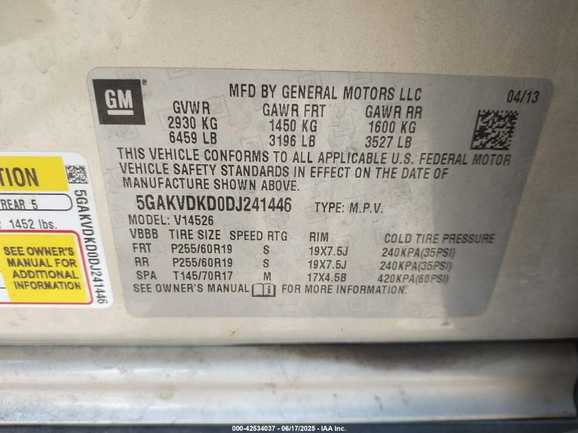 GM
MFD BY GENERAL MOTORS LLC
04/13
GVWR GAWR FRT GAWR RR
2930 KG 1450 KG 1600 KG
6459 LB 3196 LB 3527 LB
THIS VEHICLE CONFORMS TO ALL APPLICABLE U.S. FEDERAL MOTOR
VEHICLE SAFETY STANDARDS IN EFFECT ON THE DATE OF
MANUFACTURE SHOWN ABOVE.
5GAKVDKD0DJ241446 TYPE: M.P.V.
MODEL: V14526
VBBB TIRE SIZE SPEED RTG RIM COLD TIRE PRESSURE
FRT P255/60R19 S 19X7.5J 240KPA(35PSI)
RR P255/60R19 S 19X7.5J 240KPA(35PSI)
SPA T145/70R17 M 17X4.5B 420KPA(60PSI)
SEE OWNER'S MANUAL FOR MORE INFORMATION
TION
REAR 5
1452 lbs.
SEE OWNER'S
MANUAL FOR
ADDITIONAL
INFORMATION
5GAKVDKD0DJ241446
000-42534037 - 06/17/2025 - IAA Inc.